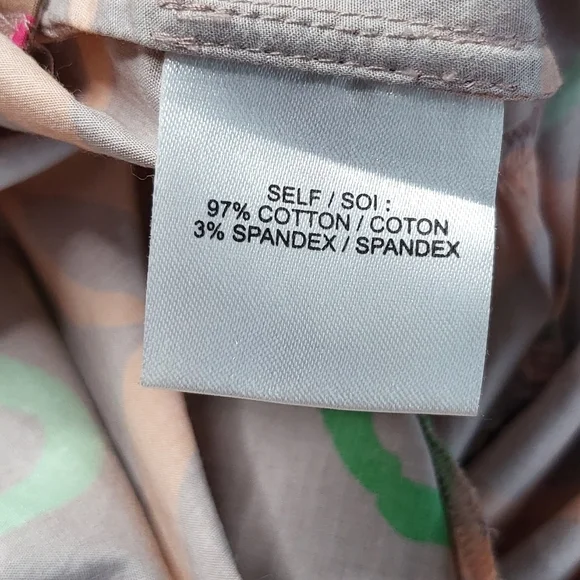 SELF / SOI :
97% COTTON / COTON
3% SPANDEX / SPANDEX